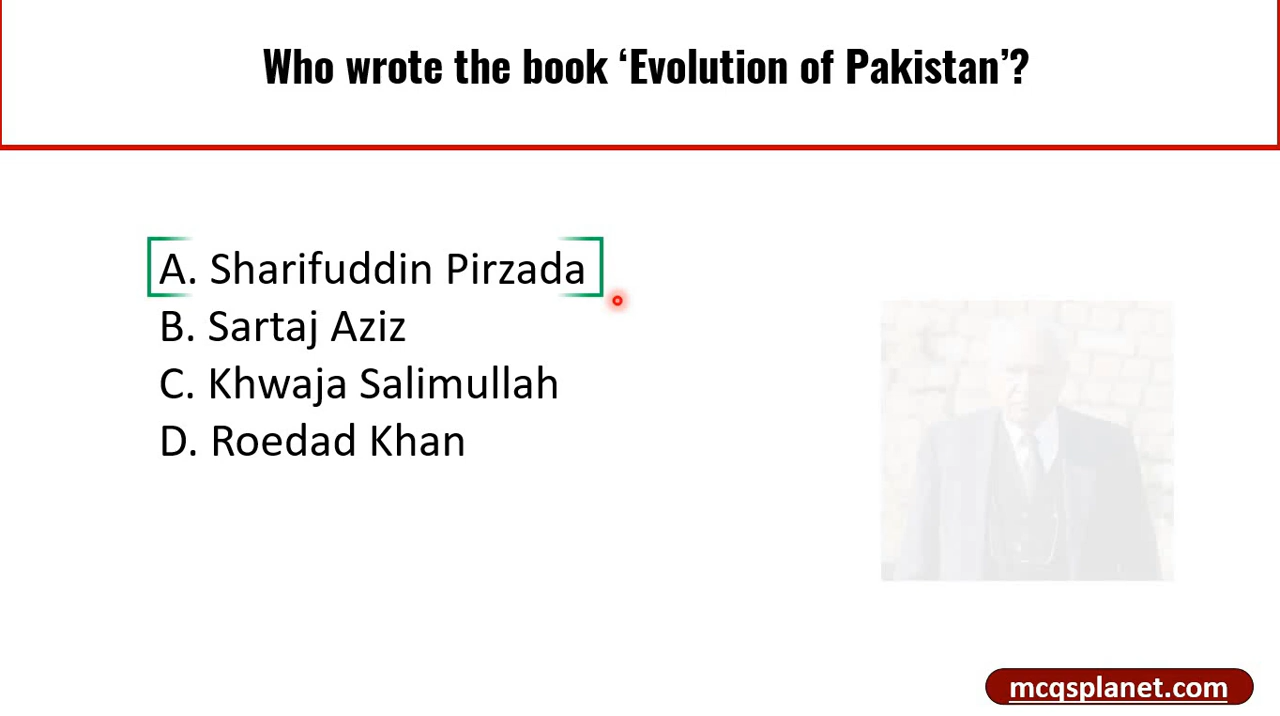 Who wrote the book ‘Evolution of Pakistan’?
A. Sharifuddin Pirzada
B. Sartaj Aziz
C. Khwaja Salimullah
D. Roedad Khan
mcqsplanet.com